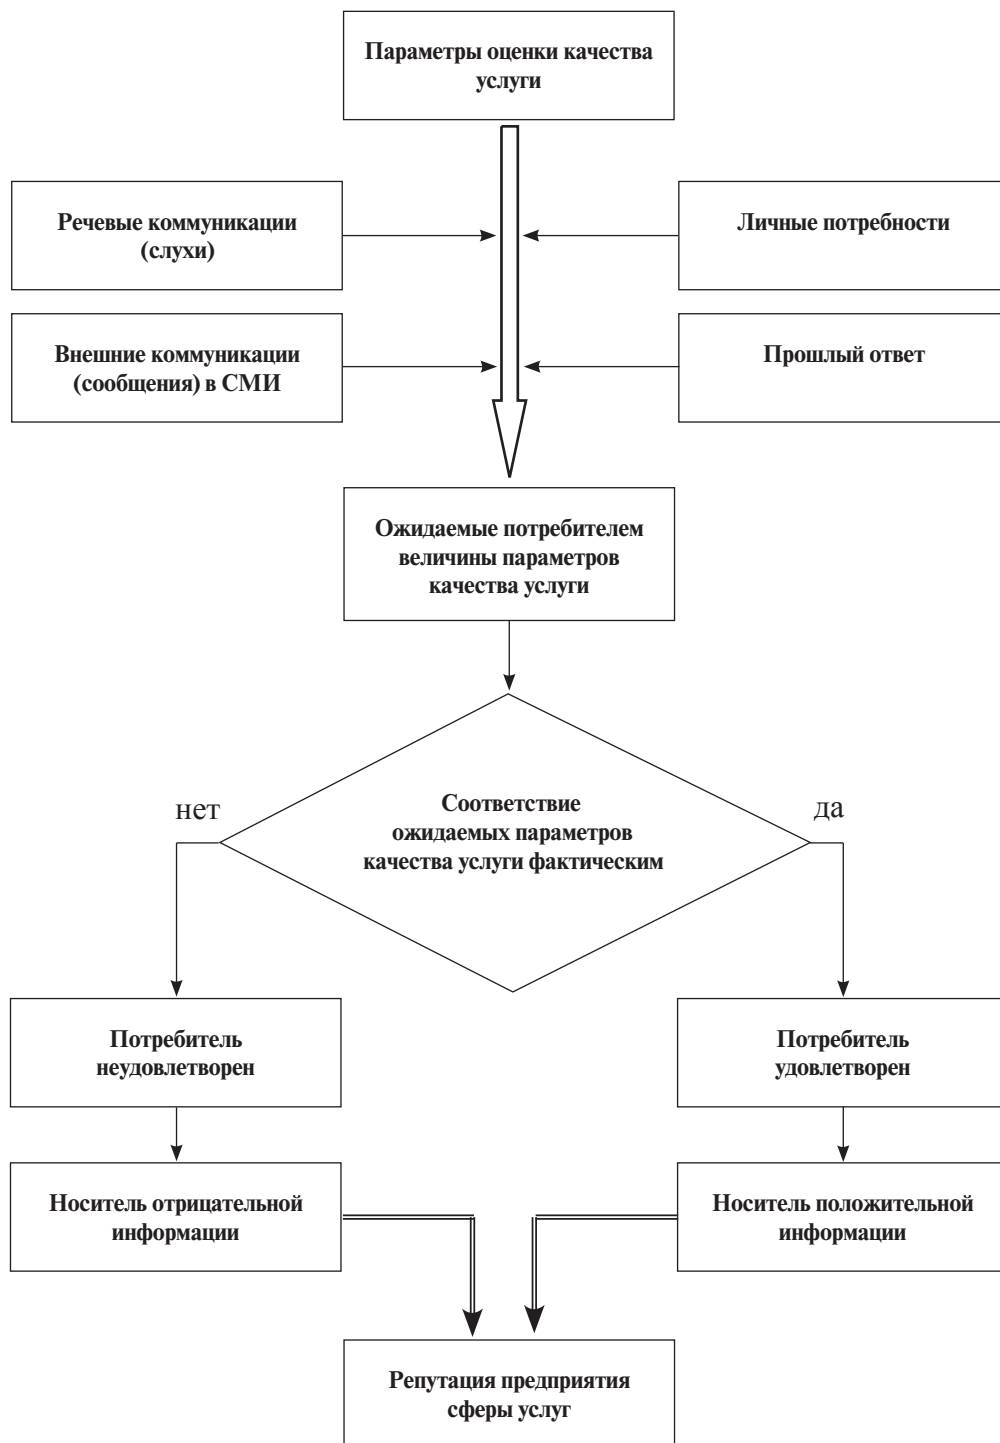 Параметры оценки качества
услуги
Речевые коммуникации
(слухи)
Личные потребности
Внешние коммуникации
(сообщения) в СМИ
Прошлый ответ
Ожидаемые потребителем
величины параметров
качества услуги
нет
Соответствие
ожидаемых параметров
качества услуги фактическим
да
Потребитель
неудовлетворен
Потребитель
удовлетворен
Носитель отрицательной
информации
Носитель положительной
информации
Репутация предприятия
сферы услуг